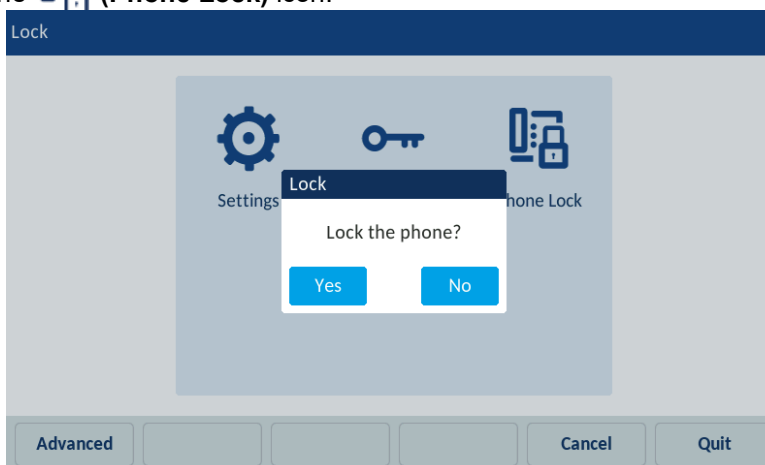 (Phone Lock) icon.
Lock
Settings
hone Lock
Lock
Lock the phone?
Yes
No
Advanced
Cancel
Quit